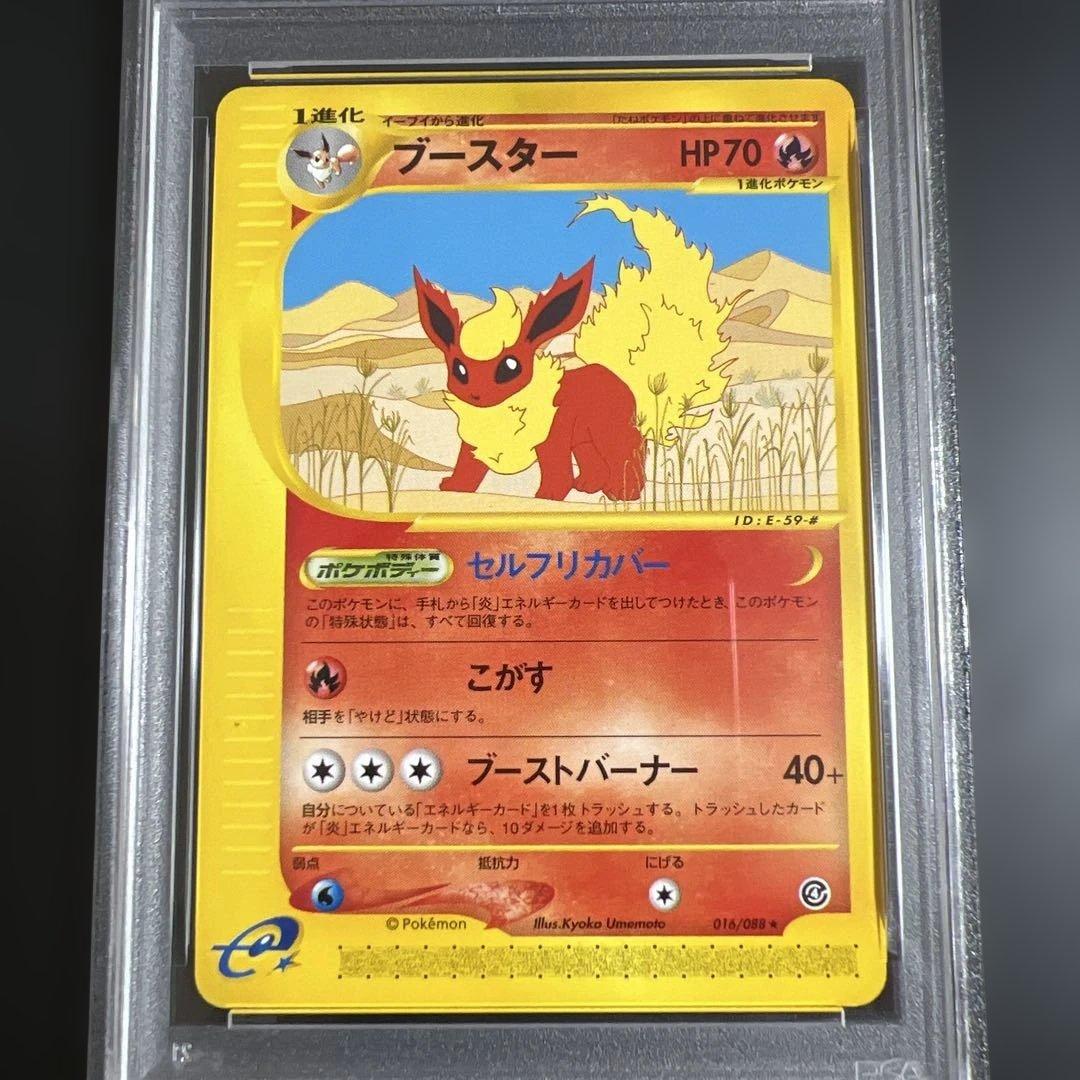 1進化 イーブイから進化 「たねポケモン」の上に重ねて進化させます
ブースター HP70
1進化ポケモン
ID:E-59-#
特殊体質
ポケボディー セルフリカバー
このポケモンに、手札から「炎」エネルギーカードを出してつけたとき、このポケモン
の「特殊状態」は、すべて回復する。
こがす
相手を「やけど」状態にする。
ブーストバーナー 40+
自分についている「エネルギーカード」を1枚トラッシュする。トラッシュしたカード
が「炎」エネルギーカードなら、10ダメージを追加する。
弱点 抵抗力 にげる
©Pokémon Illus.Kyoko Umemoto 016/088★
e
PSA